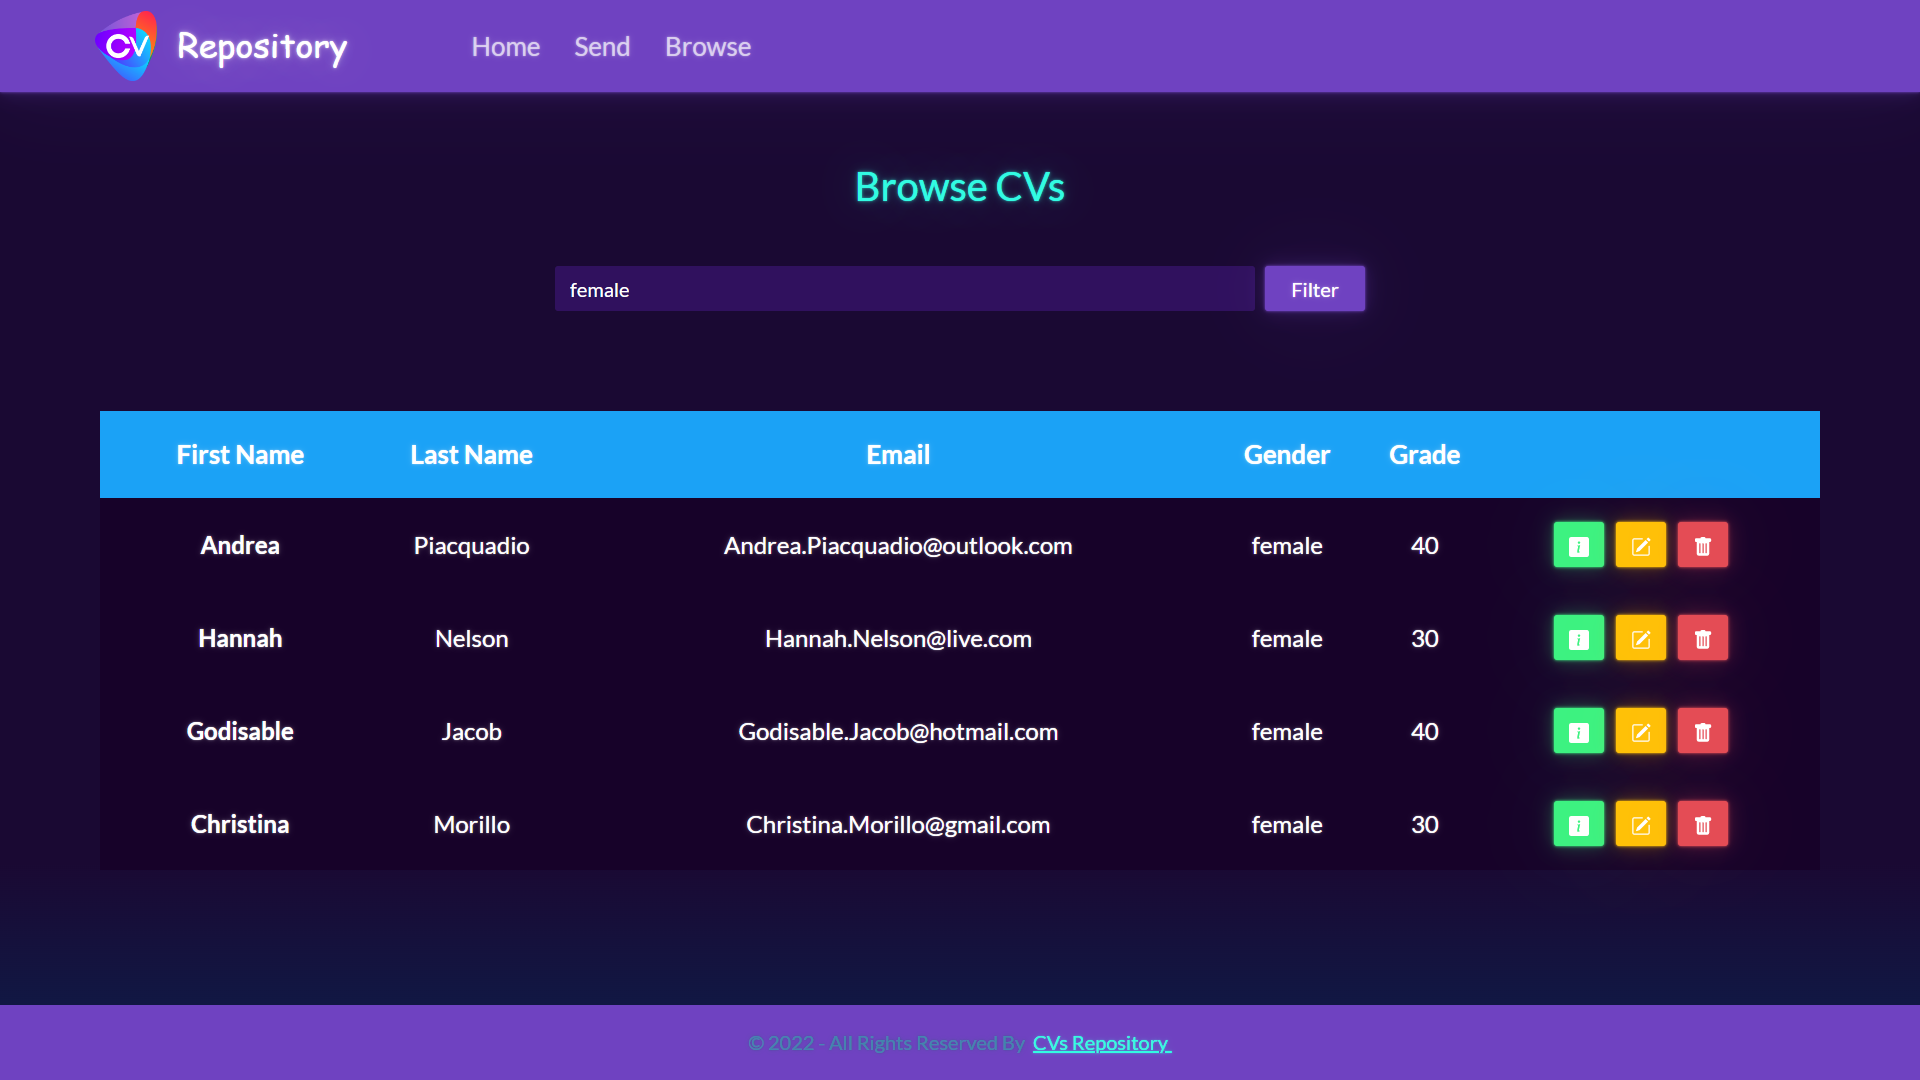 CV Repository Home Send Browse
Browse CVs
female Filter
First Name Last Name Email Gender Grade
Andrea Piacquadio Andrea.Piacquadio@outlook.com female 40
Hannah Nelson Hannah.Nelson@live.com female 30
Godisable Jacob Godisable.Jacob@hotmail.com female 40
Christina Morillo Christina.Morillo@gmail.com female 30
© 2022 - All Rights Reserved By CVs Repository